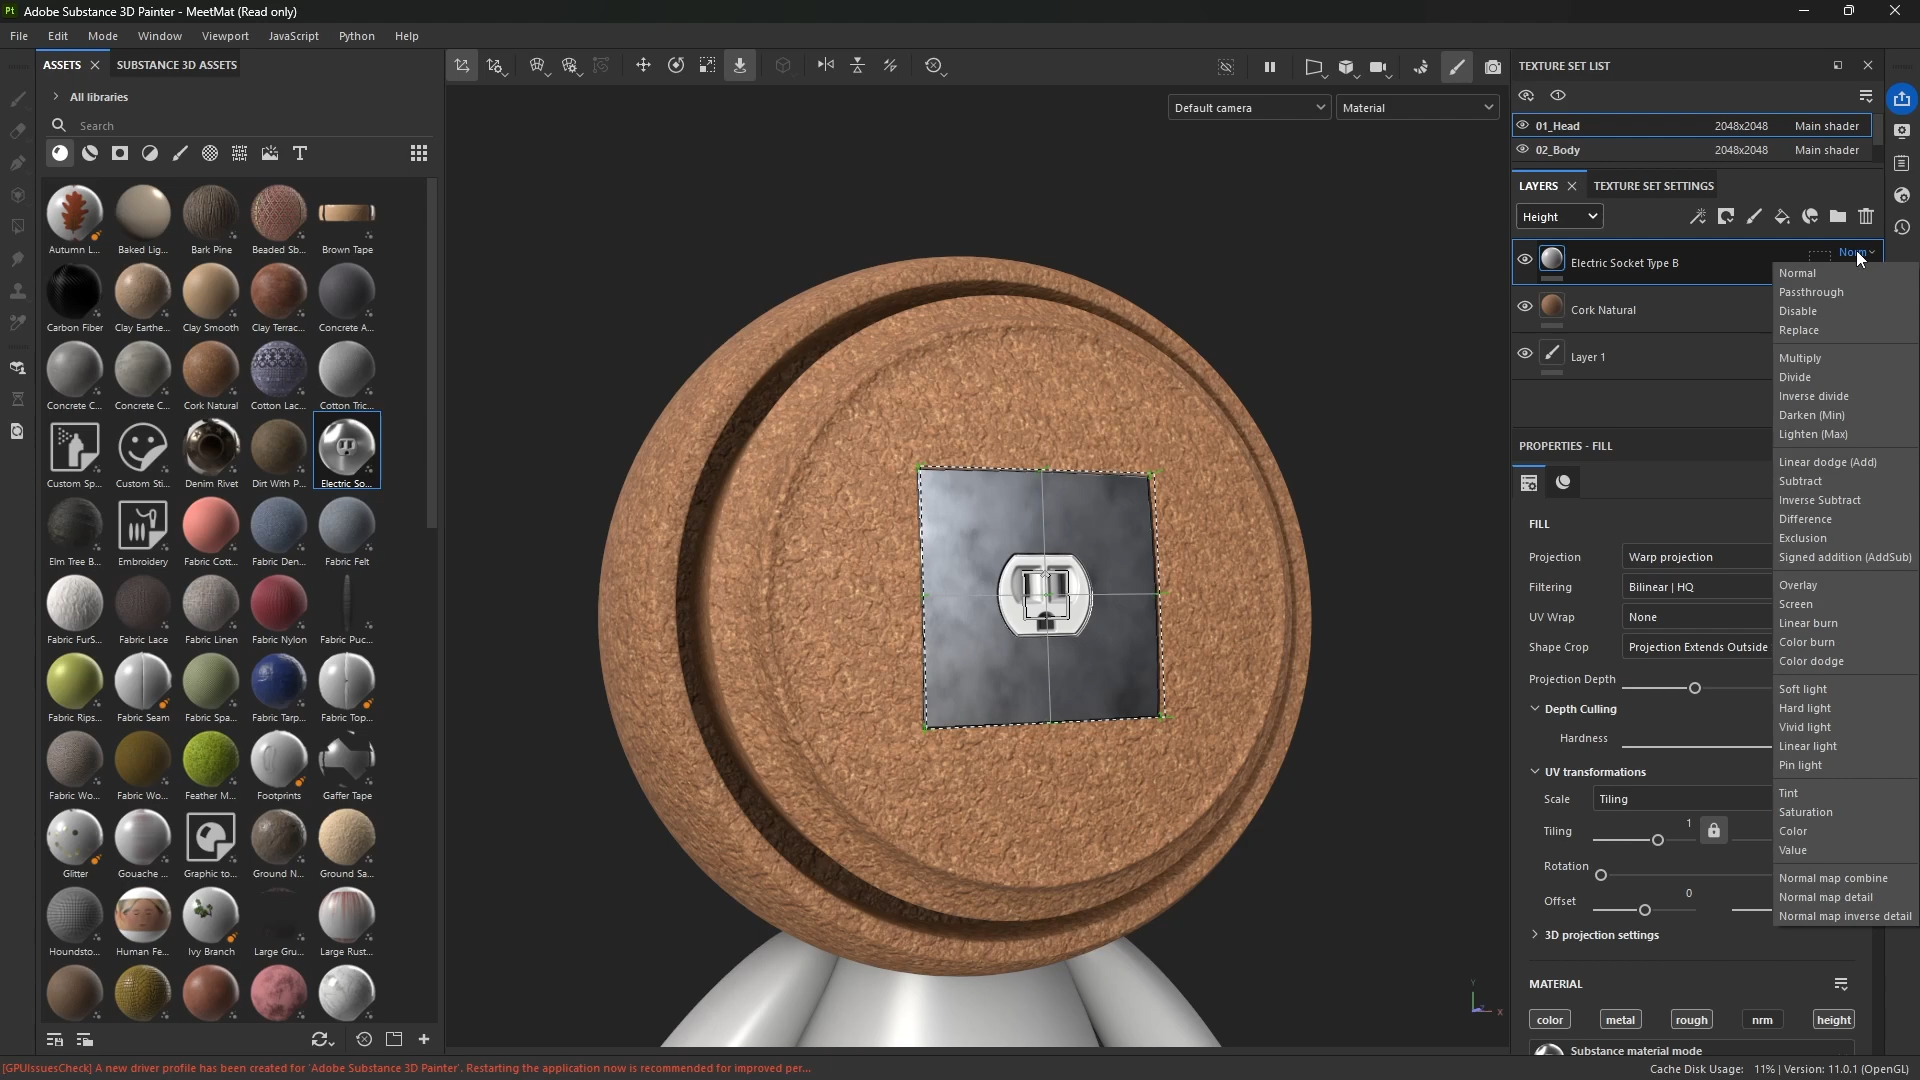 Pt Adobe Substance 3D Painter - MeetMat (Read only)
File Edit Mode Window Viewport JavaScript Python Help
ASSETS
SUBSTANCE 3D ASSETS
All libraries
Search
Autumn L... Baked Lig... Bark Pine Beaded Sb... Brown Tape
Carbon Fiber Clay Earthe... Clay Smooth Clay Terrac... Concrete A...
Concrete C... Concrete C... Cork Natural Cotton Lac... Cotton Tric...
Custom Sp... Custom Sti... Denim Rivet Dirt With P... Electric So...
Elm Tree B... Embroidery Fabric Cott... Fabric Den... Fabric Felt
Fabric FurS... Fabric Lace Fabric Linen Fabric Nylon Fabric Puc...
Fabric Rips... Fabric Seam Fabric Spa... Fabric Tarp... Fabric Top...
Fabric Wo... Fabric Wo... Feather M... Footprints Gaffer Tape
Glitter Gouache ... Graphic to... Ground N... Ground Sa...
Houndsto... Human Fe... Ivy Branch Large Gru... Large Rust...
Default camera
Material
Y
X
TEXTURE SET LIST
01_Head 2048x2048 Main shader
02_Body 2048x2048 Main shader
LAYERS
TEXTURE SET SETTINGS
Height
Electric Socket Type B
Norm
Cork Natural
Layer 1
Normal
Passthrough
Disable
Replace
Multiply
Divide
Inverse divide
Darken (Min)
Lighten (Max)
Linear dodge (Add)
Subtract
Inverse Subtract
Difference
Exclusion
Signed addition (AddSub)
Overlay
Screen
Linear burn
Color burn
Color dodge
Soft light
Hard light
Vivid light
Linear light
Pin light
Tint
Saturation
Color
Value
Normal map combine
Normal map detail
Normal map inverse detail
PROPERTIES - FILL
FILL
Projection Warp projection
Filtering Bilinear | HQ
UV Wrap None
Shape Crop Projection Extends Outside
Projection Depth
Depth Culling
Hardness
UV transformations
Scale Tiling
Tiling 1
Rotation
Offset 0
3D projection settings
MATERIAL
color metal rough nrm height
Substance material mode
[GPUIssuesCheck] A new driver profile has been created for 'Adobe Substance 3D Painter'. Restarting the application now is recommended for improved per...
Cache Disk Usage: 11% | Version: 11.0.1 (OpenGL)